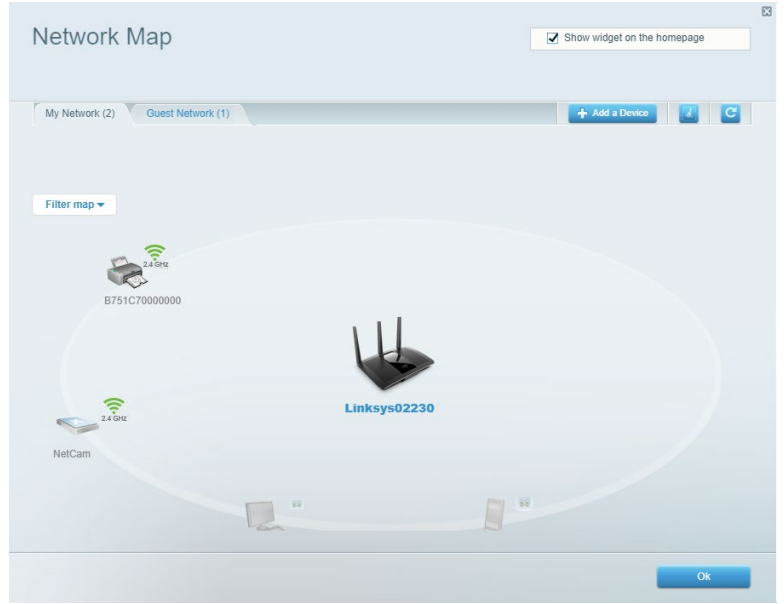 Network Map
Show widget on the homepage
My Network (2)
Guest Network (1)
Add a Device
Filter map
2.4 GHz
B751C70000000
Linksys02230
2.4 GHz
NetCam
Ok